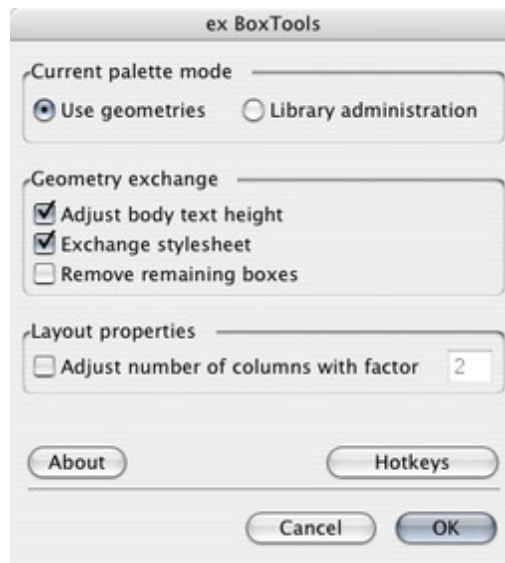 ex BoxTools
Current palette mode
Use geometries Library administration
Geometry exchange
Adjust body text height
Exchange stylesheet
Remove remaining boxes
Layout properties
Adjust number of columns with factor 2
About Hotkeys
Cancel OK